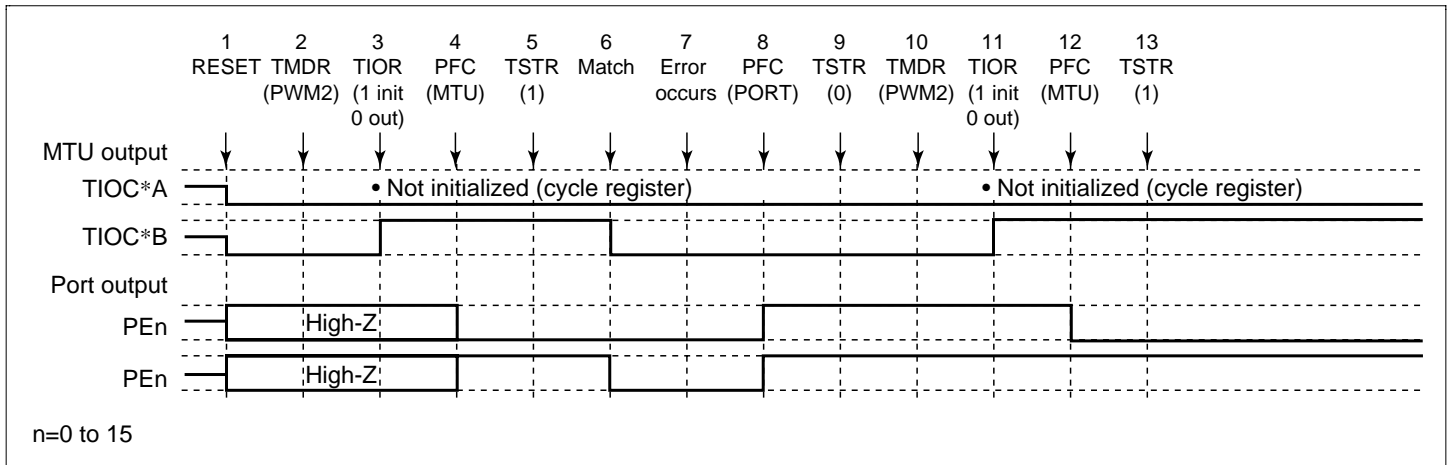 1 2 3 4 5 6 7 8 9 10 11 12 13
RESET TMDR TIOR PFC TSTR Match Error PFC TSTR TMDR TIOR PFC TSTR
(PWM2) (1 init (MTU) (1) occurs (PORT) (0) (PWM2) (1 init (MTU) (1)
0 out) 0 out)
MTU output
TIOC*A • Not initialized (cycle register) • Not initialized (cycle register)
TIOC*B
Port output
PEn High-Z
PEn High-Z
n=0 to 15